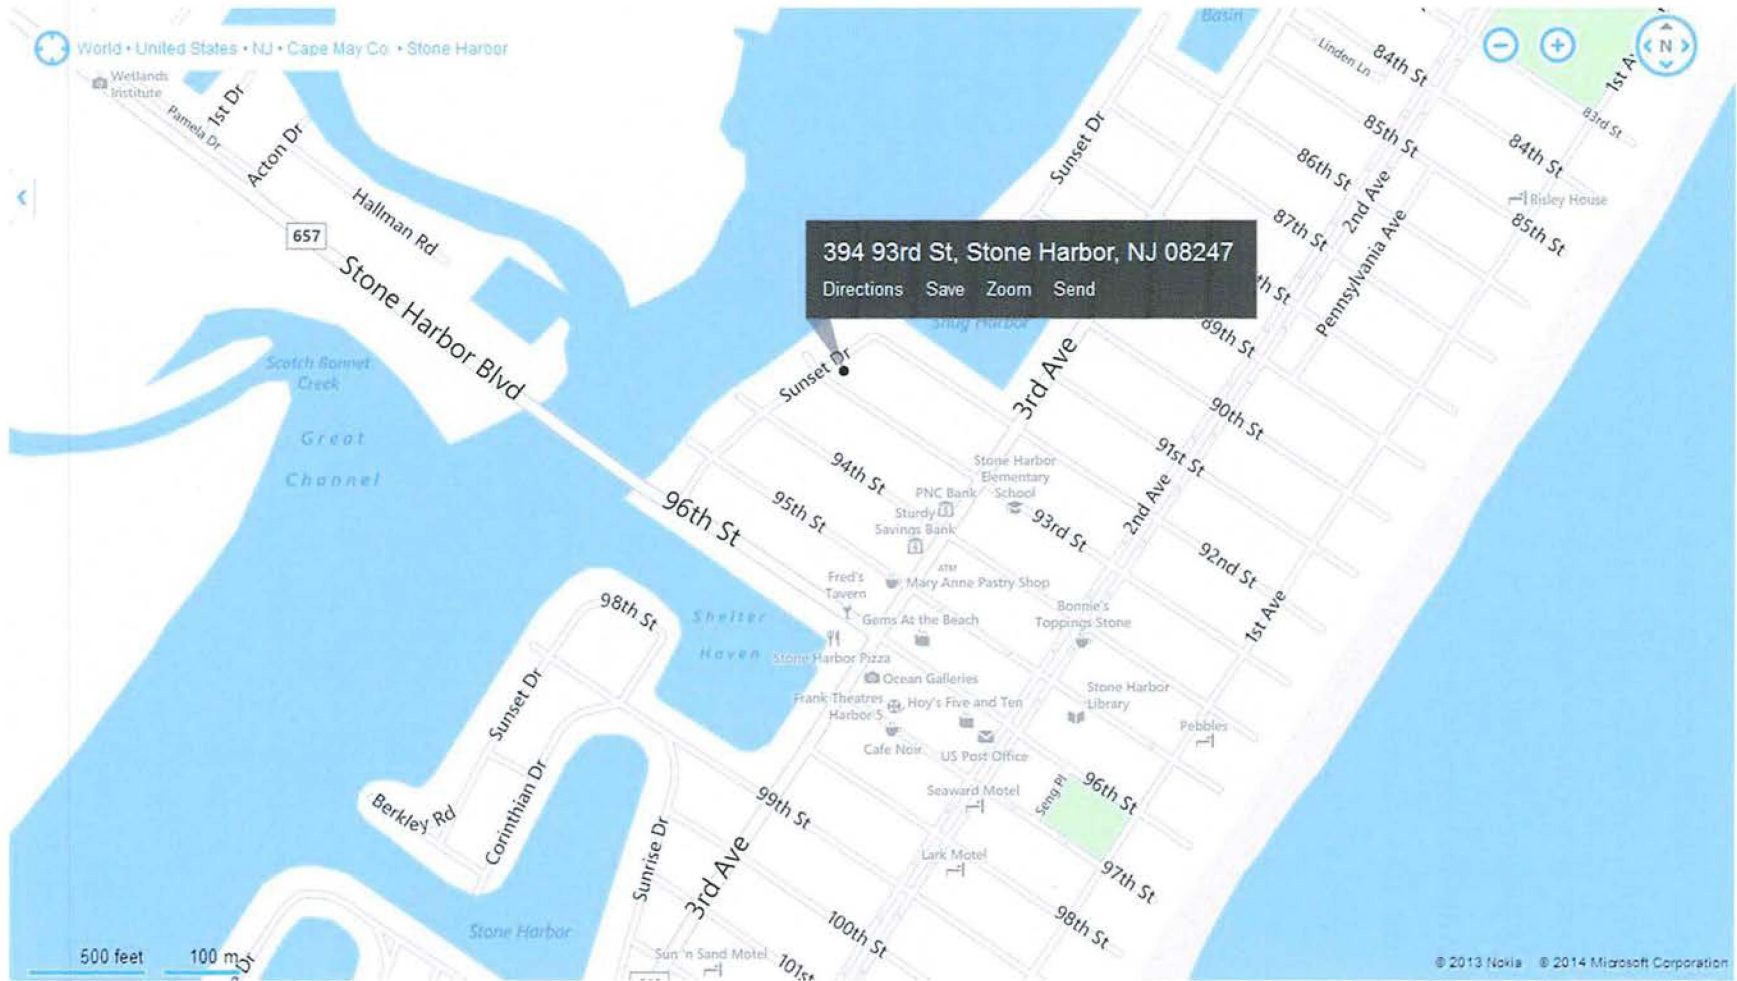 World • United States • NJ • Cape May Co. • Stone Harbor
Basin
Linden Ln
84th St
1st A
Wetlands
Institute
1st Dr
Pamela Dr
Acton Dr
Sunset Dr
85th St
83rd St
84th St
86th St
Hallman Rd
2nd Ave
Risley House
657
87th St
85th St
Pennsylvania Ave
394 93rd St, Stone Harbor, NJ 08247
Directions Save Zoom Send
th St
Stone Harbor Blvd
Snug Harbor
89th St
Scotch Bonnet
Creek
Sunset Dr
3rd Ave
90th St
Great
Channel
94th St
91st St
Stone Harbor
Elementary
School
PNC Bank
95th St
Sturdy
Savings Bank
93rd St
2nd Ave
96th St
92nd St
ATM
Fred's
Tavern
Mary Anne Pastry Shop
98th St
Shelter
Haven
Gems At the Beach
Bonnie's
Toppings Stone
1st Ave
Stone Harbor Pizza
Ocean Galleries
Sunset Dr
Frank Theatres
Harbor 5
Hoy's Five and Ten
Stone Harbor
Library
Pebbles
Cafe Noir
US Post Office
Berkley Rd
Corinthian Dr
99th St
Seaward Motel
Seng Pl
96th St
Sunrise Dr
3rd Ave
Lark Motel
97th St
Stone Harbor
100th St
98th St
500 feet 100 m
Dr
Sun 'n Sand Motel
101st
© 2013 Nokia © 2014 Microsoft Corporation
N